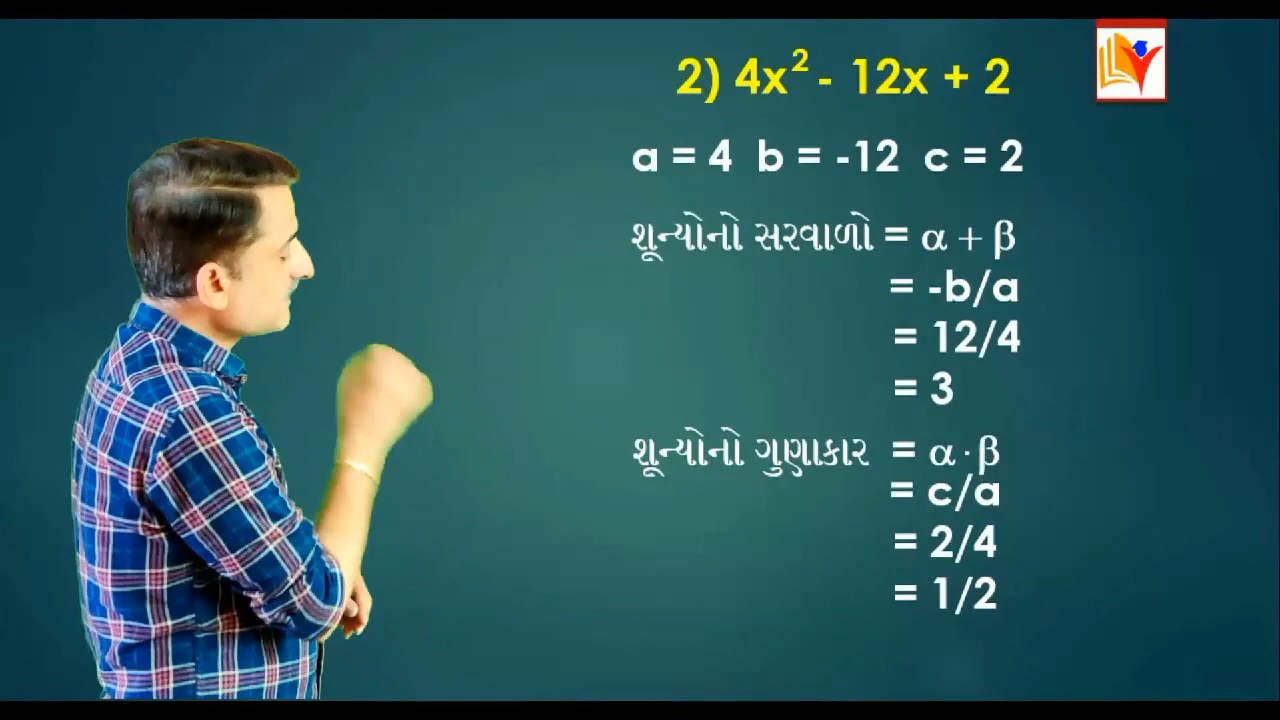 2) 4x² - 12x + 2
a = 4 b = -12 c = 2
શૂન્યોનો સરવાળો = α + β
= -b/a
= 12/4
= 3
શૂન્યોનો ગુણાકાર = α · β
= c/a
= 2/4
= 1/2